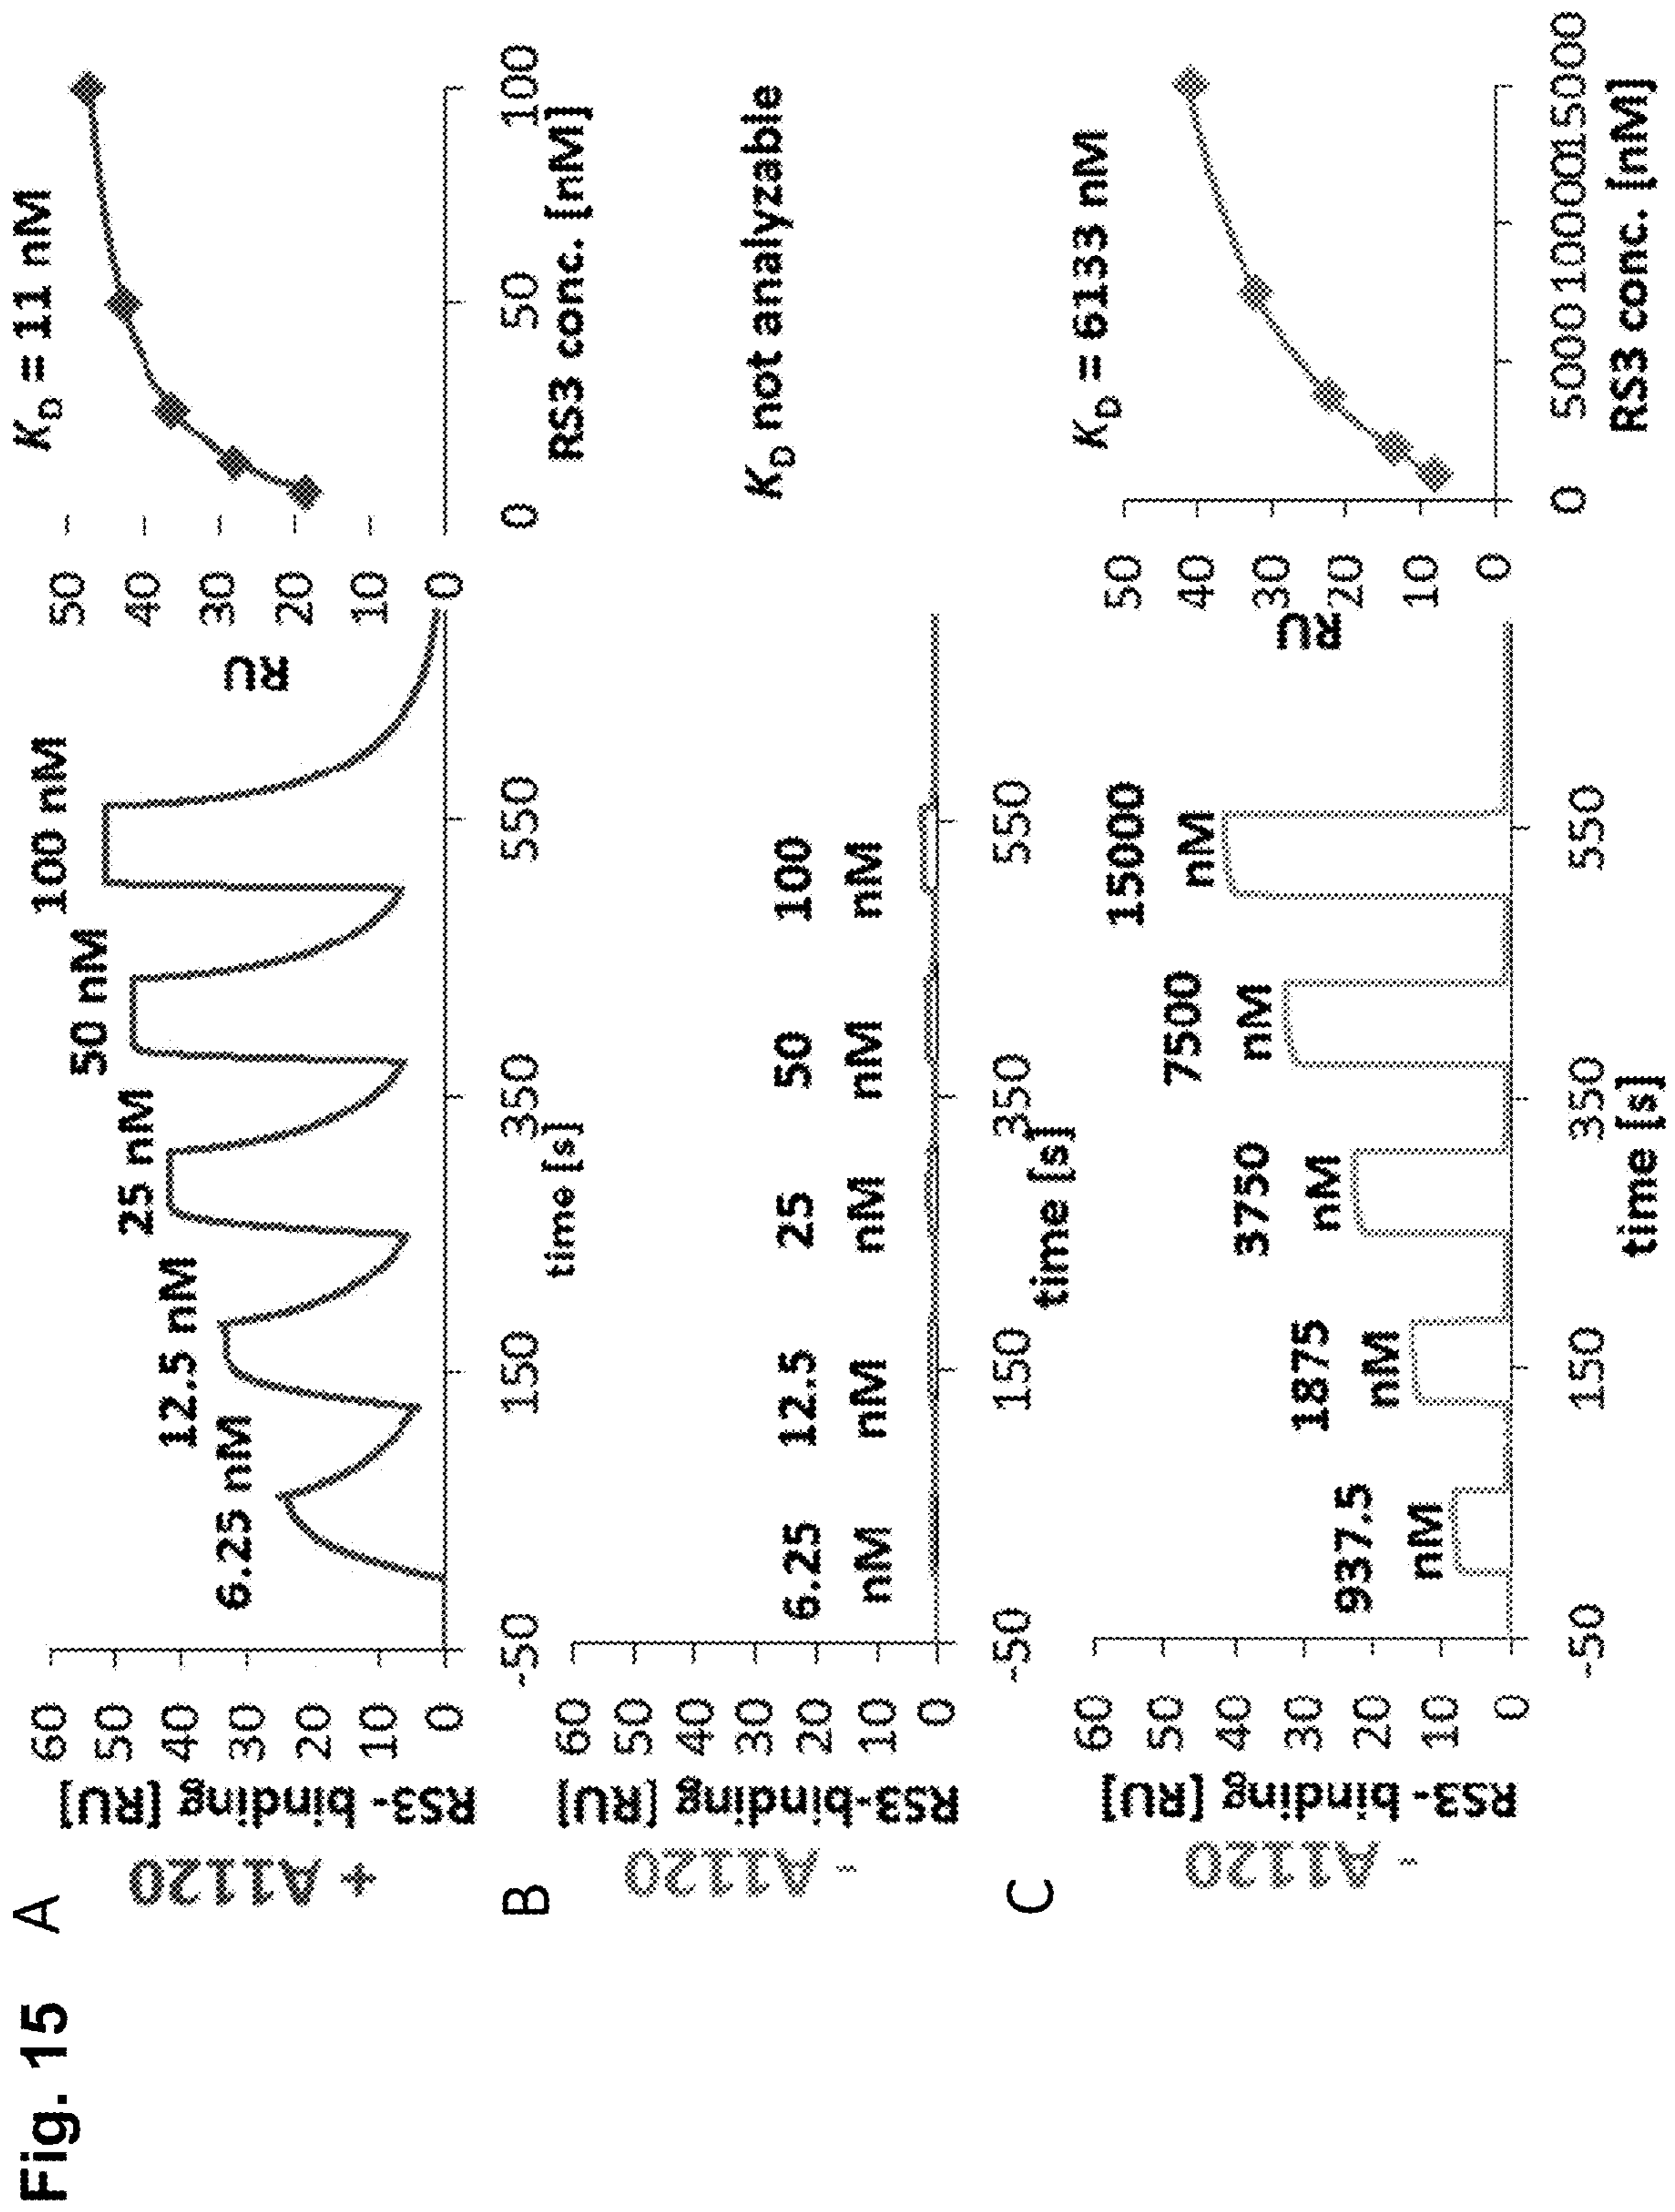 Fig. 15
A
+ A1120
RS3- binding [RU]
60
50
40
30
20
10
0
6.25 nM
12.5 nM
25 nM
50 nM
100 nM
-50
150
350
550
time [s]
KD = 11 nM
RU
50
40
30
20
10
0
0
50
100
RS3 conc. [nM]
B
- A1120
RS3-binding [RU]
60
50
40
30
20
10
0
6.25
nM
12.5
nM
25
nM
50
nM
100
nM
-50
150
350
550
time [s]
KD not analyzable
C
- A1120
RS3- binding [RU]
60
50
40
30
20
10
0
937.5
nM
1875
nM
3750
nM
7500
nM
15000
nM
-50
150
350
550
time [s]
KD = 6133 nM
RU
50
40
30
20
10
0
0
5000
10000
15000
RS3 conc. [nM]